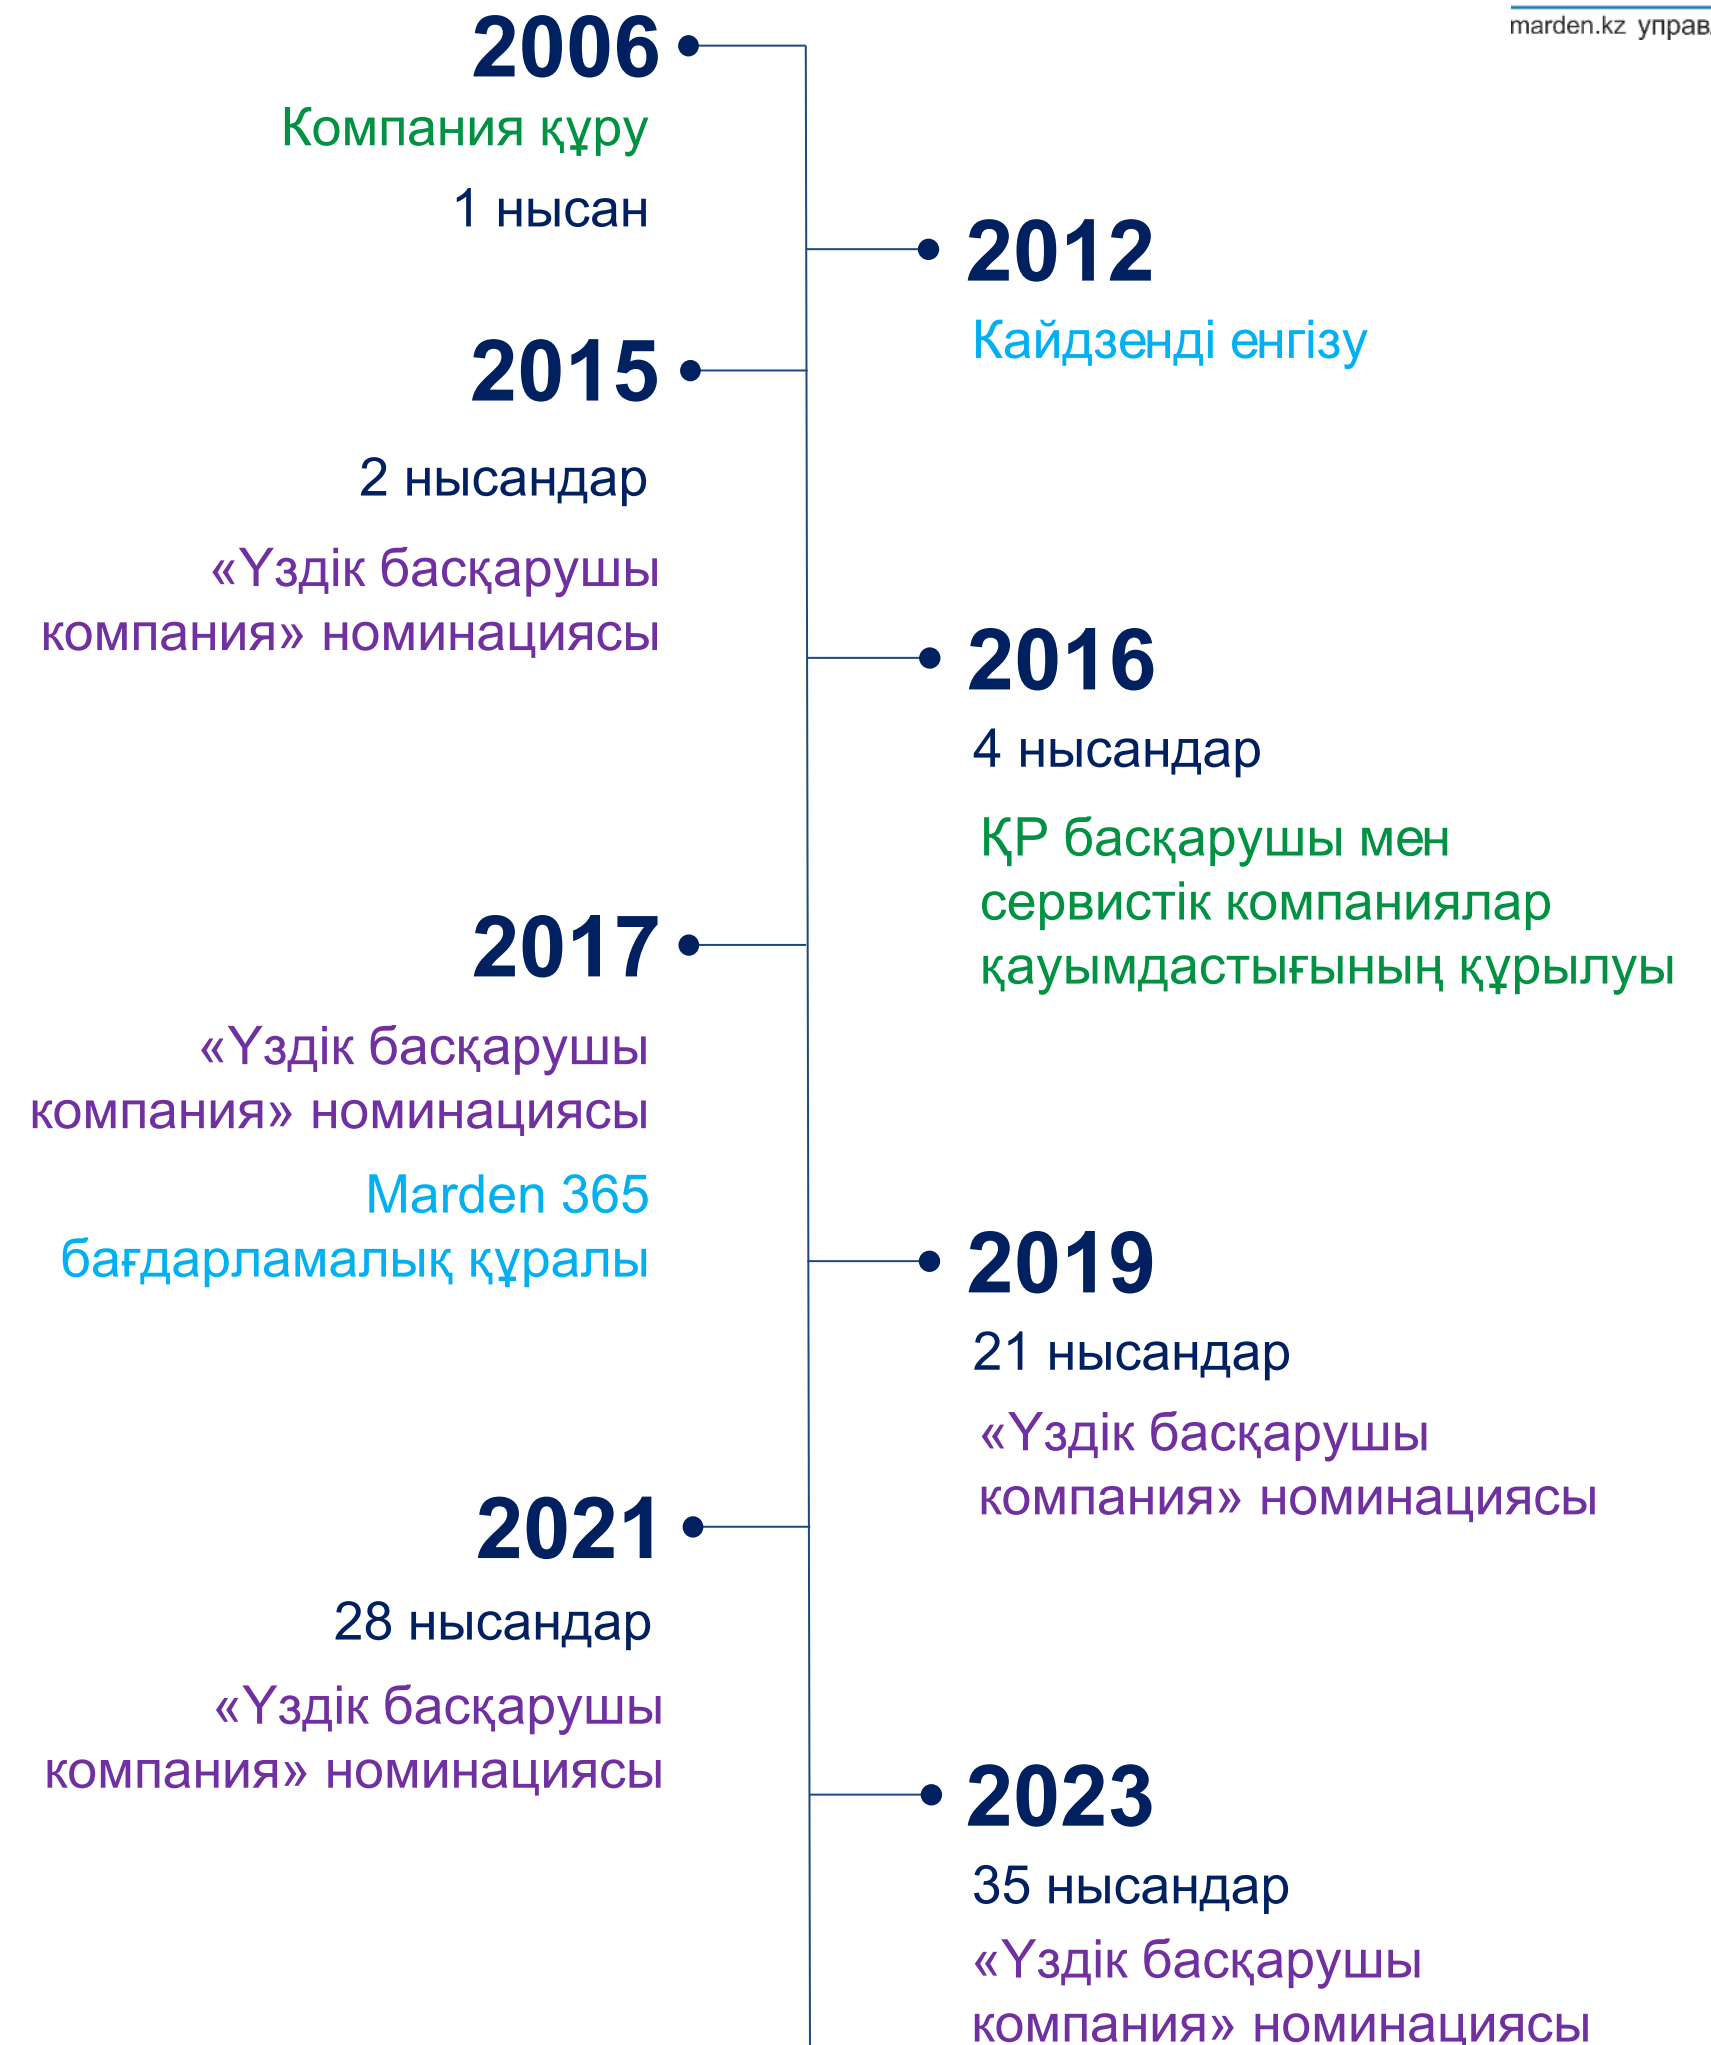 marden.kz
2006
Компания құру
1 нысан
2012
Кайдзенді енгізу
2015
2 нысандар
«Үздік басқарушы
компания» номинациясы
2016
4 нысандар
ҚР басқарушы мен
сервистік компаниялар
қауымдастығының құрылуы
2017
«Үздік басқарушы
компания» номинациясы
Marden 365
бағдарламалық құралы
2019
21 нысандар
«Үздік басқарушы
компания» номинациясы
2021
28 нысандар
«Үздік басқарушы
компания» номинациясы
2023
35 нысандар
«Үздік басқарушы
компания» номинациясы